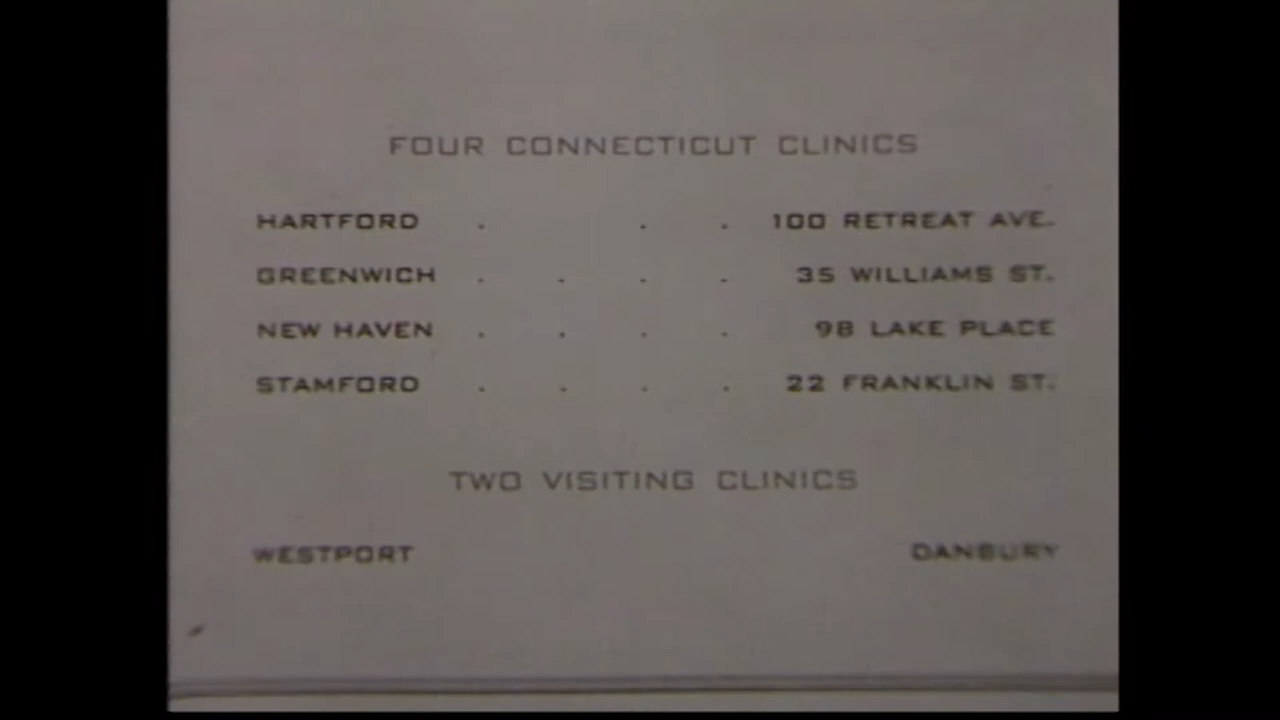 FOUR CONNECTICUT CLINICS
HARTFORD . . . 100 RETREAT AVE.
GREENWICH . . . . 35 WILLIAMS ST.
NEW HAVEN . . . . 98 LAKE PLACE
STAMFORD . . . . 22 FRANKLIN ST.
TWO VISITING CLINICS
WESTPORT DANBURY